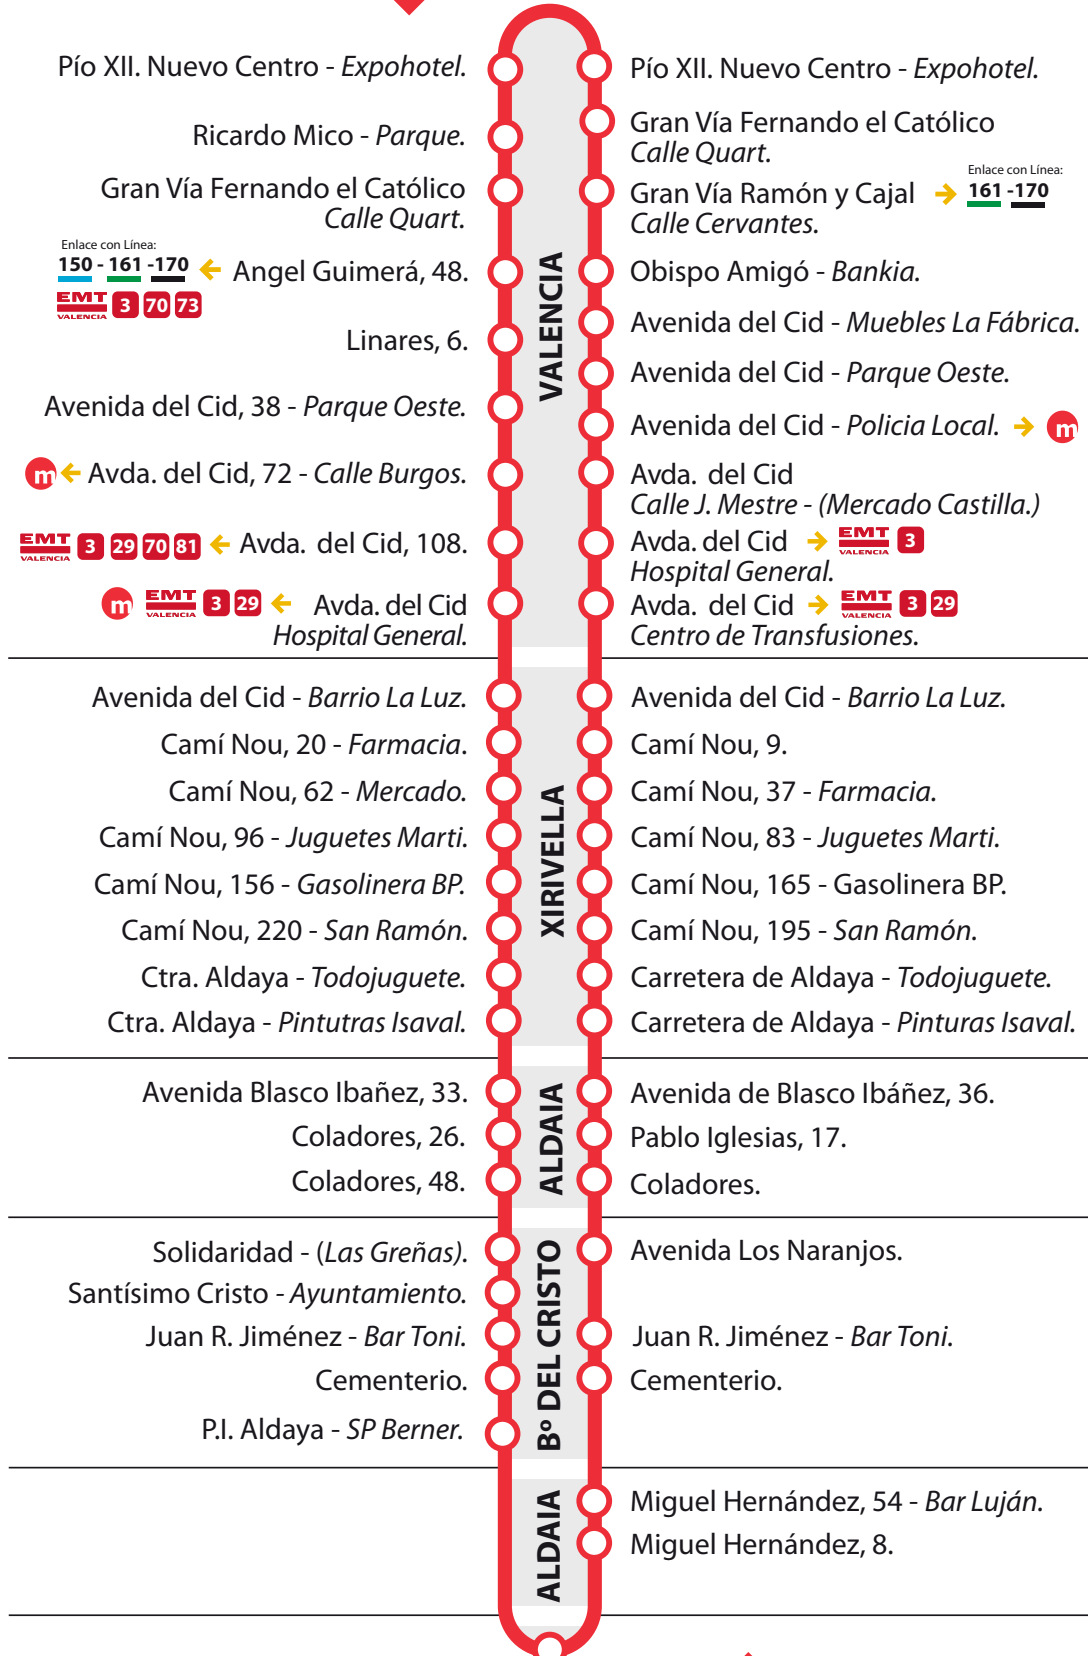 Pío XII. Nuevo Centro - Expohotel.
Ricardo Mico - Parque.
Gran Vía Fernando el Católico
Calle Quart.
Enlace con Línea:
150 - 161 -170
Angel Guimerá, 48.
EMT VALENCIA 3 70 73
Linares, 6.
Avenida del Cid, 38 - Parque Oeste.
m Avda. del Cid, 72 - Calle Burgos.
EMT VALENCIA 3 29 70 81 Avda. del Cid, 108.
m EMT VALENCIA 3 29 Avda. del Cid
Hospital General.
VALENCIA
Pío XII. Nuevo Centro - Expohotel.
Gran Vía Fernando el Católico
Calle Quart.
Enlace con Línea:
Gran Vía Ramón y Cajal 161 -170
Calle Cervantes.
Obispo Amigó - Bankia.
Avenida del Cid - Muebles La Fábrica.
Avenida del Cid - Parque Oeste.
Avenida del Cid - Policia Local. m
Avda. del Cid
Calle J. Mestre - (Mercado Castilla.)
Avda. del Cid EMT VALENCIA 3
Hospital General.
Avda. del Cid EMT VALENCIA 3 29
Centro de Transfusiones.
Avenida del Cid - Barrio La Luz.
Camí Nou, 20 - Farmacia.
Camí Nou, 62 - Mercado.
Camí Nou, 96 - Juguetes Marti.
Camí Nou, 156 - Gasolinera BP.
Camí Nou, 220 - San Ramón.
Ctra. Aldaya - Todojuguete.
Ctra. Aldaya - Pintutras Isaval.
XIRIVELLA
Avenida del Cid - Barrio La Luz.
Camí Nou, 9.
Camí Nou, 37 - Farmacia.
Camí Nou, 83 - Juguetes Marti.
Camí Nou, 165 - Gasolinera BP.
Camí Nou, 195 - San Ramón.
Carretera de Aldaya - Todojuguete.
Carretera de Aldaya - Pinturas Isaval.
Avenida Blasco Ibañez, 33.
Coladores, 26.
Coladores, 48.
ALDAIA
Avenida de Blasco Ibáñez, 36.
Pablo Iglesias, 17.
Coladores.
Solidaridad - (Las Greñas).
Santísimo Cristo - Ayuntamiento.
Juan R. Jiménez - Bar Toni.
Cementerio.
P.I. Aldaya - SP Berner.
Bº DEL CRISTO
Avenida Los Naranjos.
Juan R. Jiménez - Bar Toni.
Cementerio.
ALDAIA
Miguel Hernández, 54 - Bar Luján.
Miguel Hernández, 8.